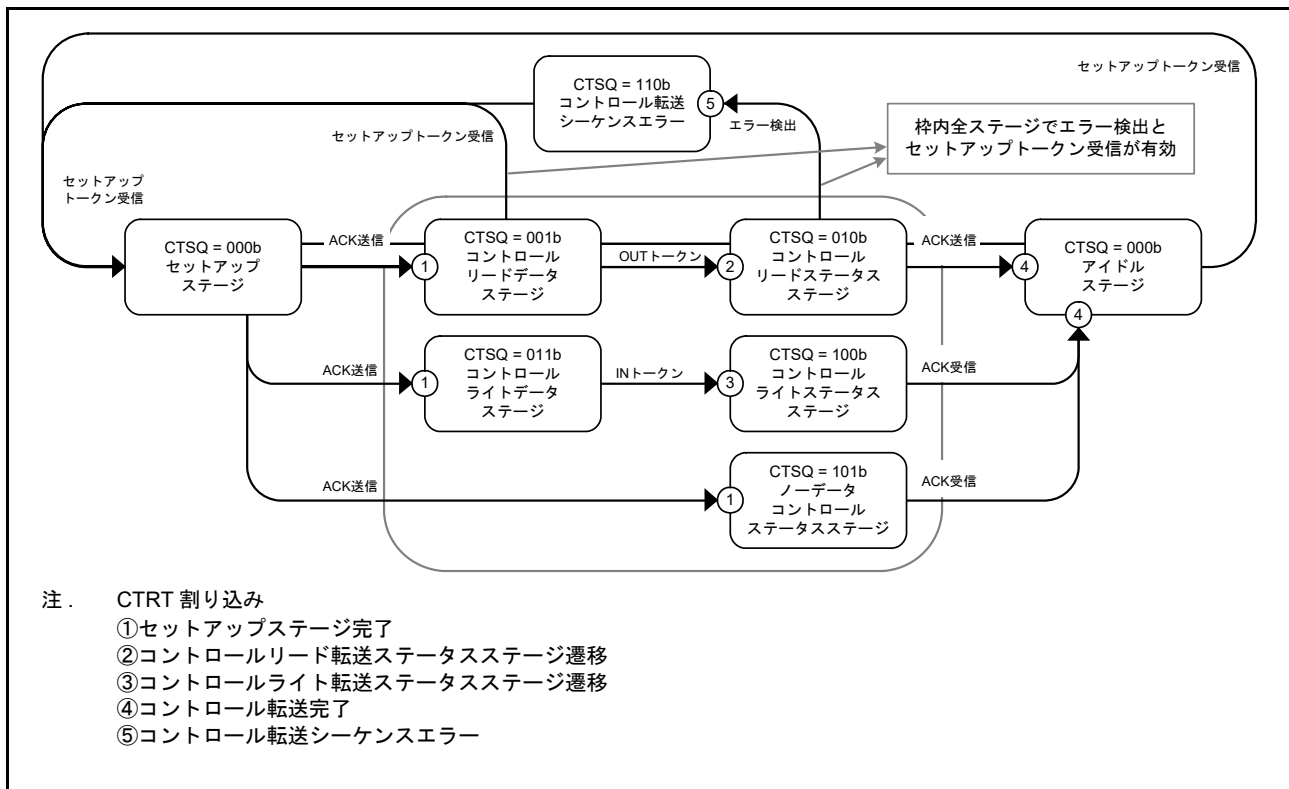 セットアップトークン受信
CTSQ = 110b
コントロール転送
シーケンスエラー
5
エラー検出
セットアップトークン受信
枠内全ステージでエラー検出と
セットアップトークン受信が有効
セットアップ
トークン受信
CTSQ = 000b
セットアップ
ステージ
ACK送信
1
CTSQ = 001b
コントロール
リードデータ
ステージ
OUTトークン
2
CTSQ = 010b
コントロール
リードステータス
ステージ
ACK送信
4
CTSQ = 000b
アイドル
ステージ
4
ACK送信
1
CTSQ = 011b
コントロール
ライトデータ
ステージ
INトークン
3
CTSQ = 100b
コントロール
ライトステータス
ステージ
ACK受信
ACK送信
1
CTSQ = 101b
ノーデータ
コントロール
ステータスステージ
ACK受信
注 . CTRT 割り込み
①セットアップステージ完了
②コントロールリード転送ステータスステージ遷移
③コントロールライト転送ステータスステージ遷移
④コントロール転送完了
⑤コントロール転送シーケンスエラー